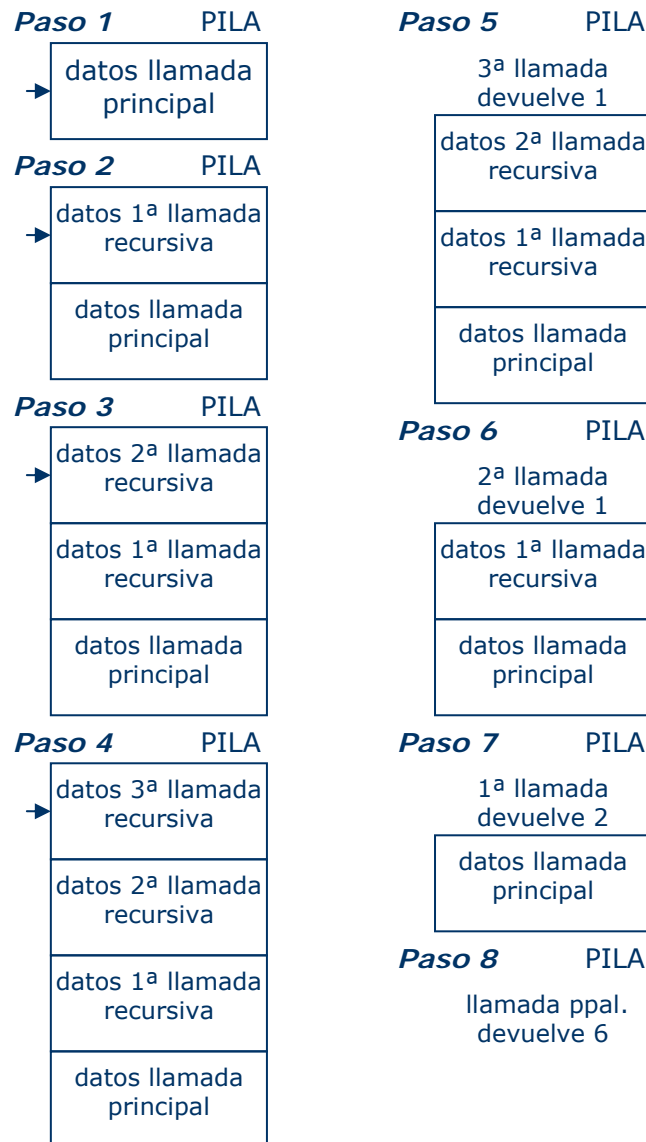 Paso 1 PILA
datos llamada
principal
Paso 2 PILA
datos 1ª llamada
recursiva
datos llamada
principal
Paso 3 PILA
datos 2ª llamada
recursiva
datos 1ª llamada
recursiva
datos llamada
principal
Paso 4 PILA
datos 3ª llamada
recursiva
datos 2ª llamada
recursiva
datos 1ª llamada
recursiva
datos llamada
principal
Paso 5 PILA
3ª llamada
devuelve 1
datos 2ª llamada
recursiva
datos 1ª llamada
recursiva
datos llamada
principal
Paso 6 PILA
2ª llamada
devuelve 1
datos 1ª llamada
recursiva
datos llamada
principal
Paso 7 PILA
1ª llamada
devuelve 2
datos llamada
principal
Paso 8 PILA
llamada ppal.
devuelve 6